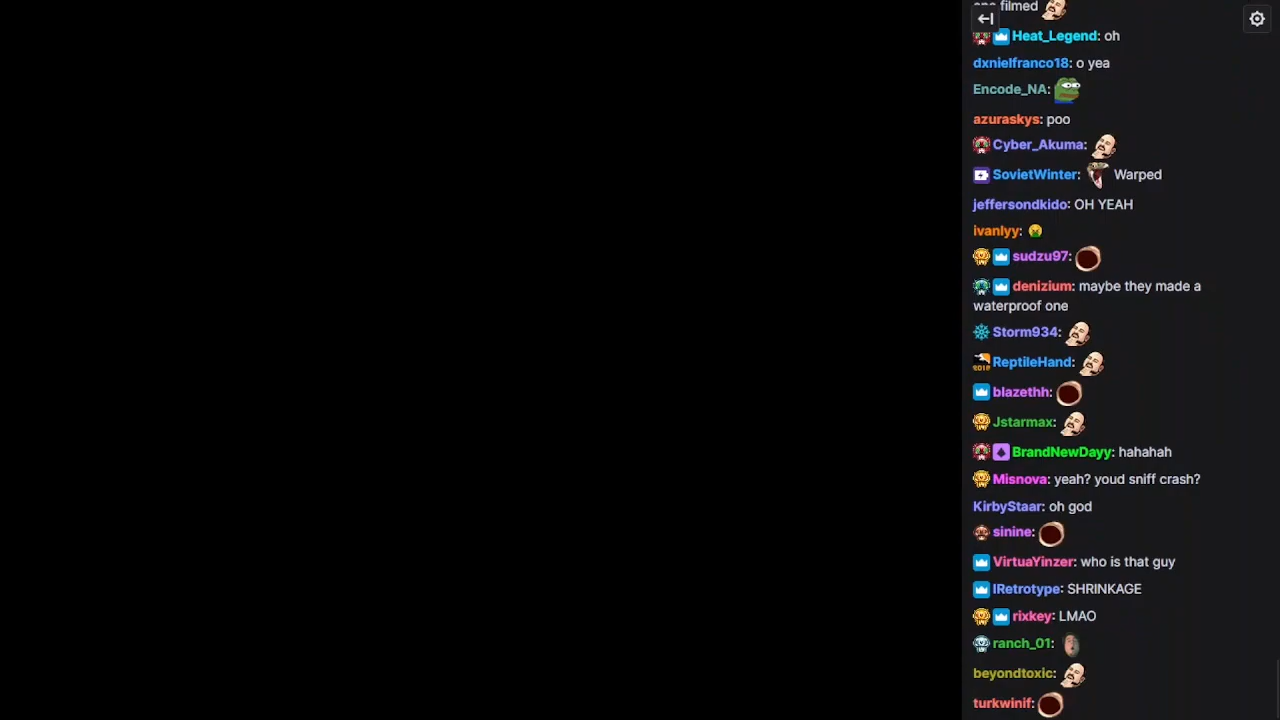 one filmed
Heat_Legend: oh
dxnielfranco18: o yea
Encode_NA:
azuraskys: poo
Cyber_Akuma:
SovietWinter: Warped
jeffersondkido: OH YEAH
ivanlyy:
sudzu97:
denizium: maybe they made a
waterproof one
Storm934:
ReptileHand:
blazethh:
Jstarmax:
BrandNewDayy: hahahah
Misnova: yeah? youd sniff crash?
KirbyStaar: oh god
sinine:
VirtuaYinzer: who is that guy
IRetrotype: SHRINKAGE
rixkey: LMAO
ranch_01:
beyondtoxic:
turkwinif: